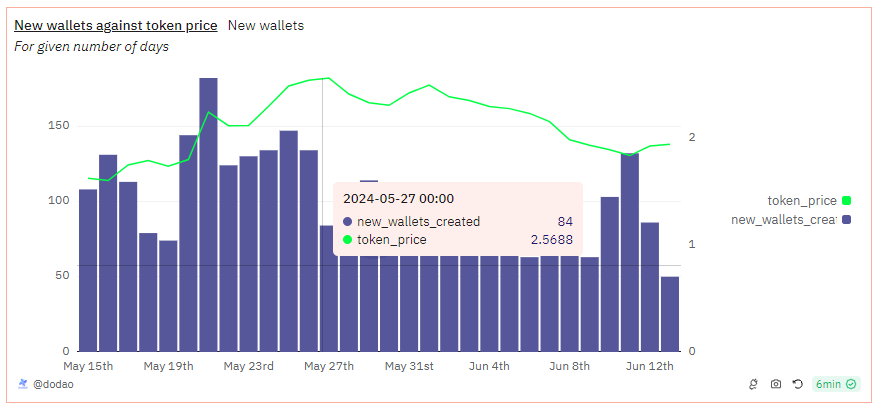 New wallets against token price New wallets
For given number of days
150
100
50
0
2
1
0
2024-05-27 00:00
new_wallets_created 84
token_price 2.5688
token_price
new_wallets_crea
May 15th May 19th May 23rd May 27th May 31st Jun 4th Jun 8th Jun 12th
@dodao
6min